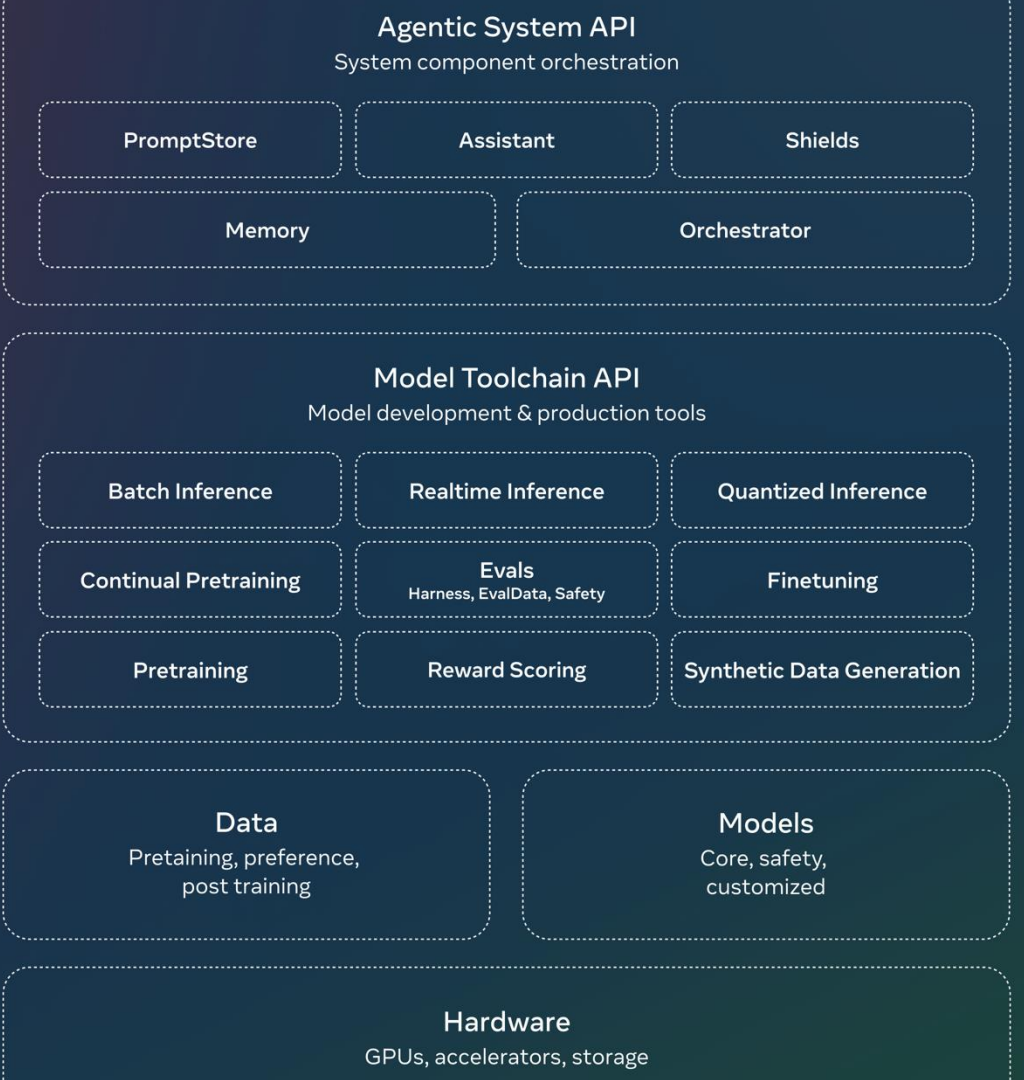 Agentic System API
System component orchestration
PromptStore
Assistant
Shields
Memory
Orchestrator
Model Toolchain API
Model development & production tools
Batch Inference
Realtime Inference
Quantized Inference
Continual Pretraining
Evals
Harness, EvalData, Safety
Finetuning
Pretraining
Reward Scoring
Synthetic Data Generation
Data
Pretaining, preference,
post training
Models
Core, safety,
customized
Hardware
GPUs, accelerators, storage